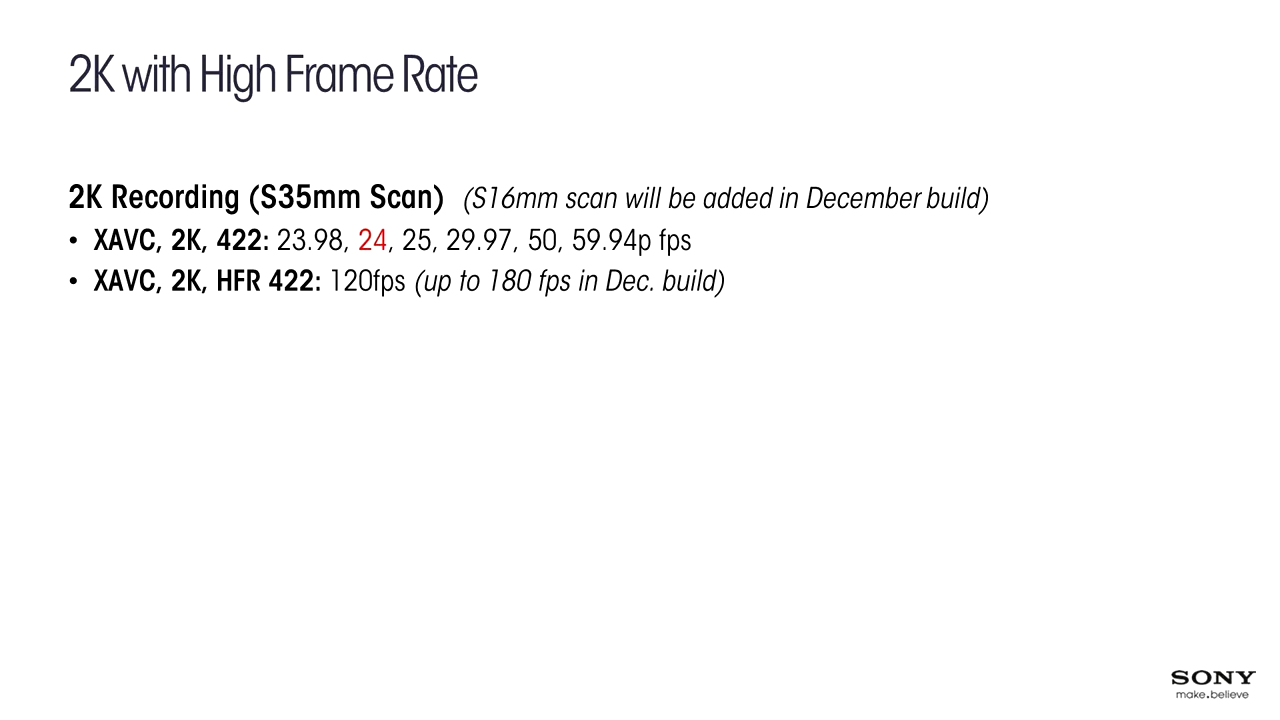 2K with High Frame Rate
2K Recording (S35mm Scan) (S16mm scan will be added in December build)
• XAVC, 2K, 422: 23.98, 24, 25, 29.97, 50, 59.94p fps
• XAVC, 2K, HFR 422: 120fps (up to 180 fps in Dec. build)
SONY
make.believe